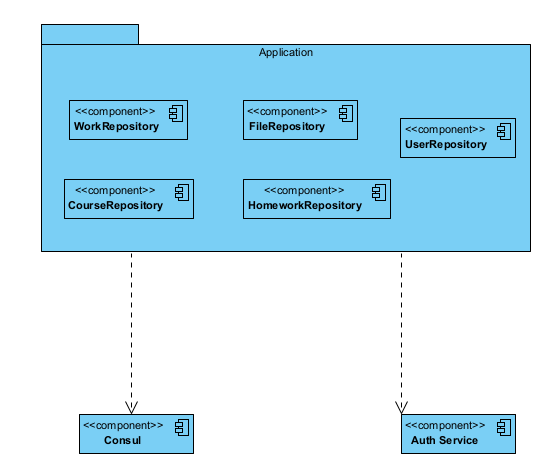 Application
<<component>>
WorkRepository
<<component>>
FileRepository
<<component>>
UserRepository
<<component>>
CourseRepository
<<component>>
HomeworkRepository
<<component>>
Consul
<<component>>
Auth Service